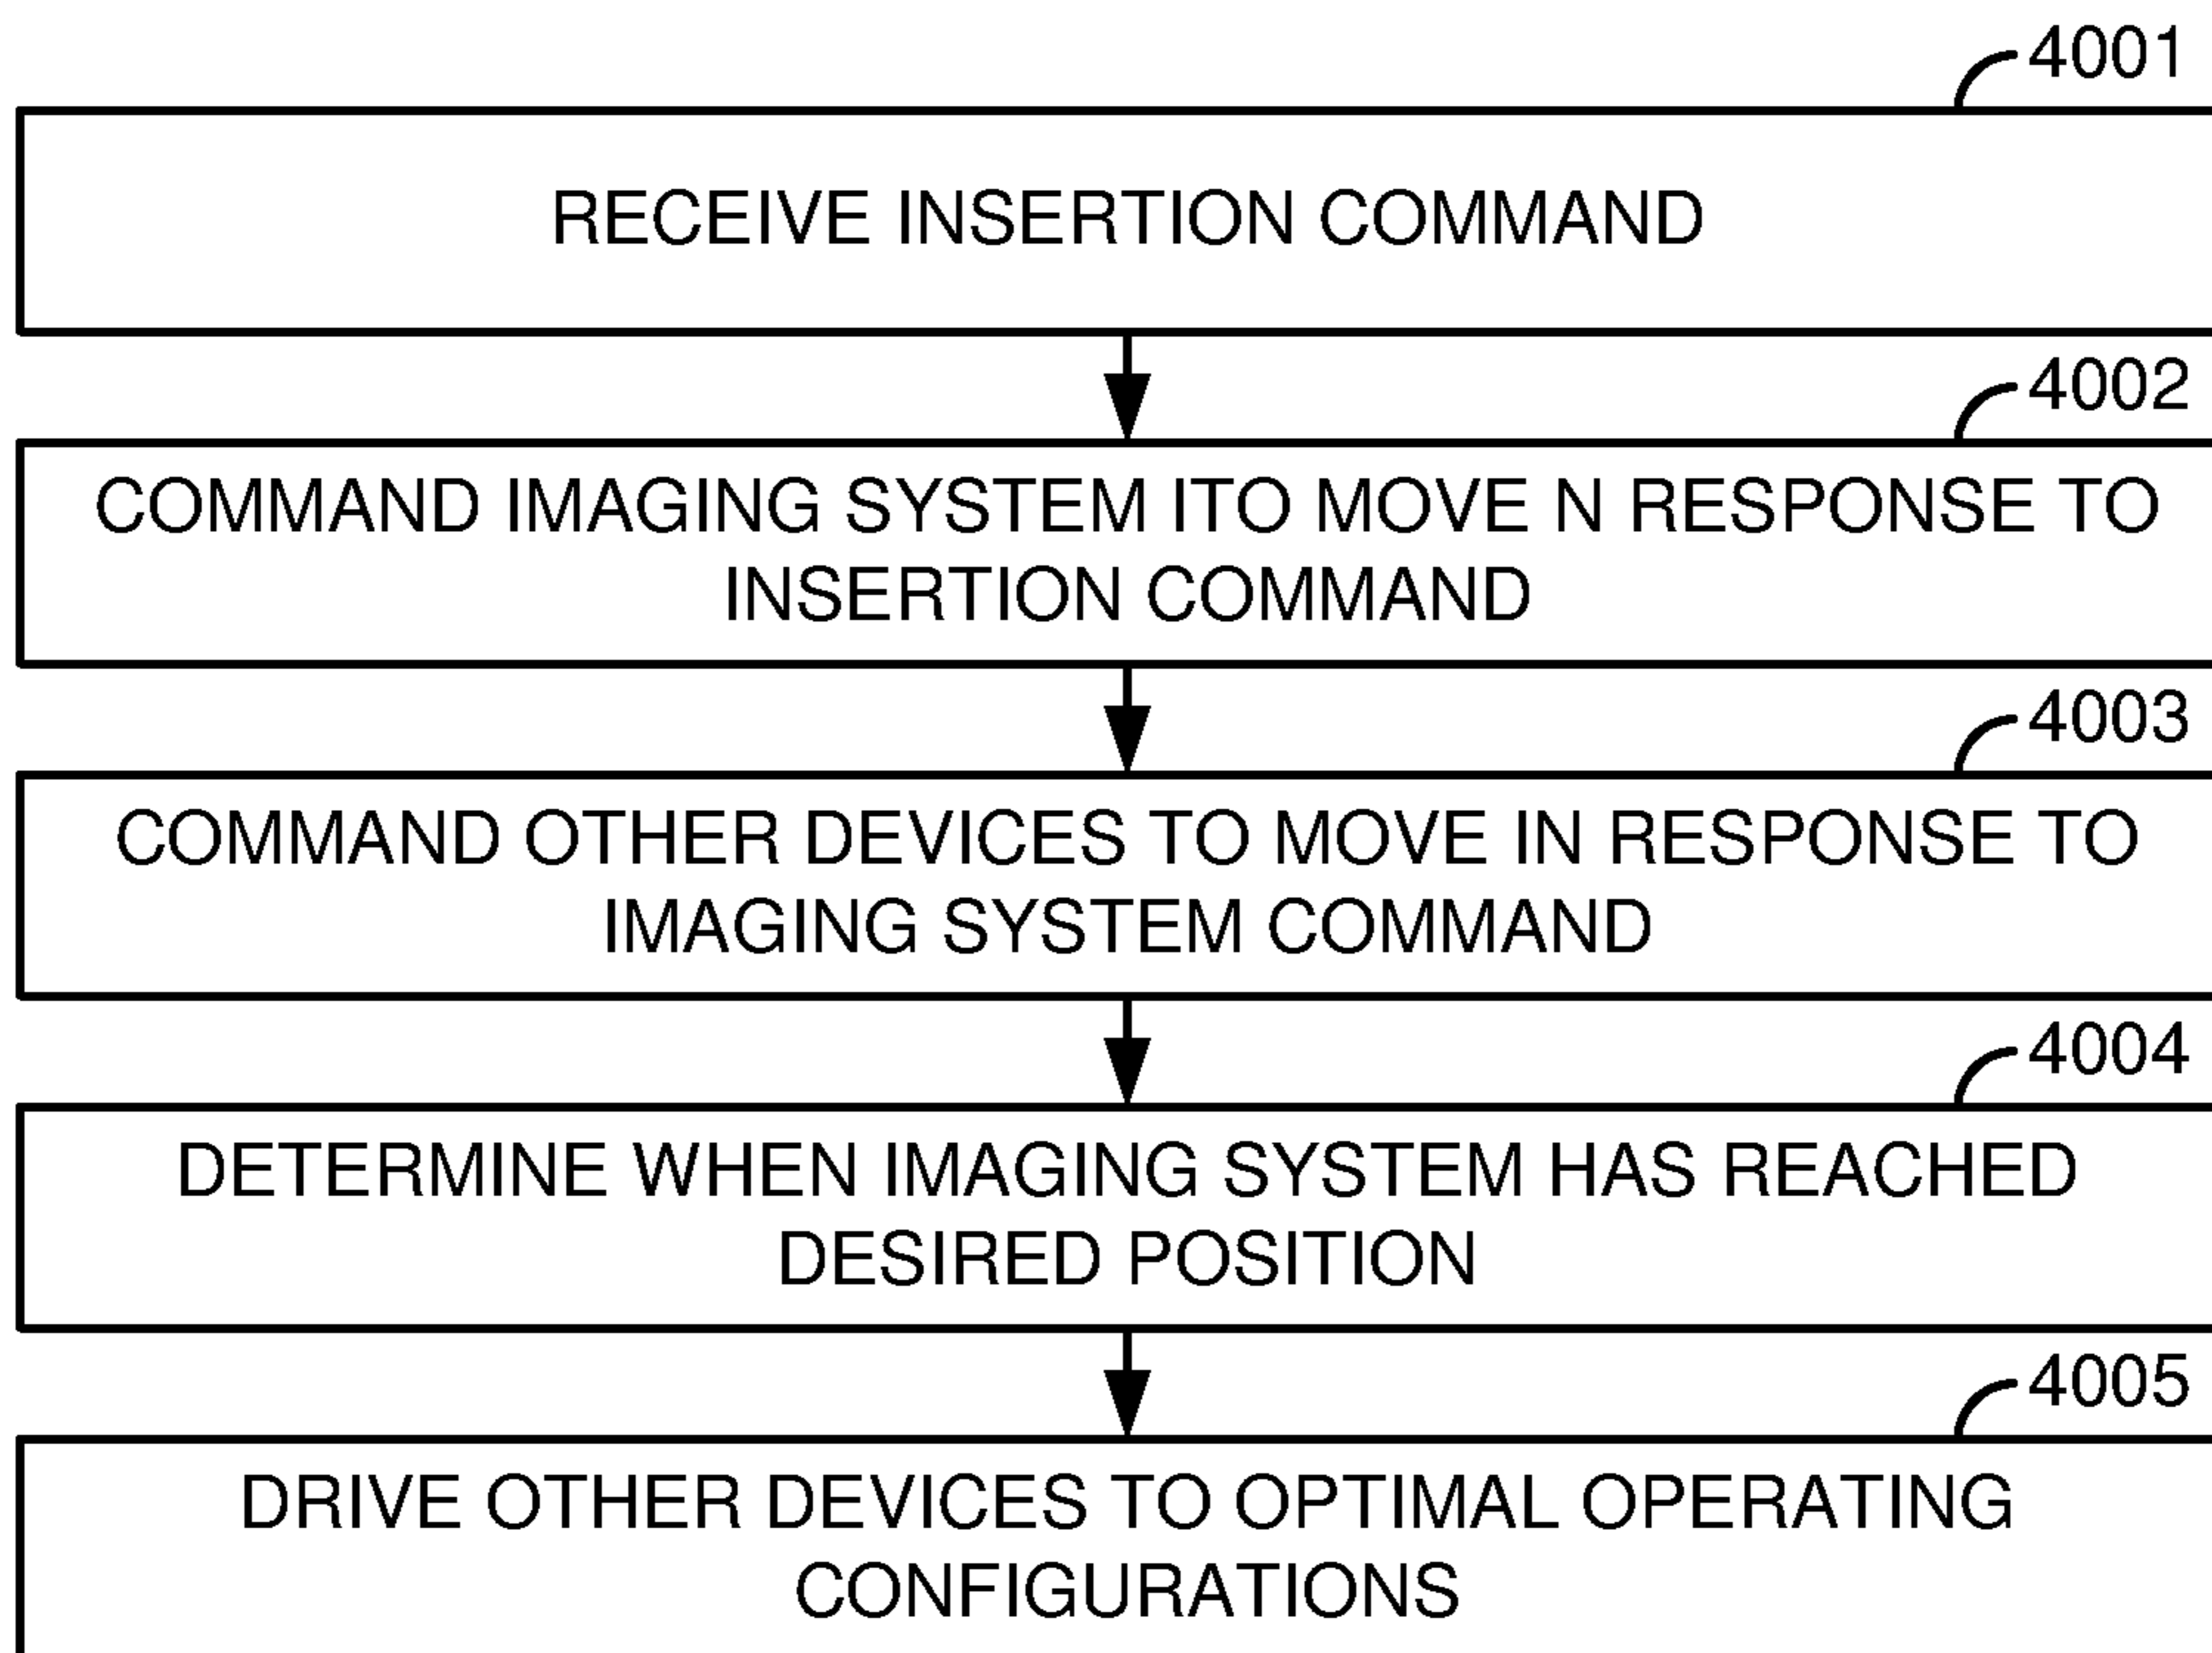 4001
RECEIVE INSERTION COMMAND
4002
COMMAND IMAGING SYSTEM ITO MOVE N RESPONSE TO
INSERTION COMMAND
4003
COMMAND OTHER DEVICES TO MOVE IN RESPONSE TO
IMAGING SYSTEM COMMAND
4004
DETERMINE WHEN IMAGING SYSTEM HAS REACHED
DESIRED POSITION
4005
DRIVE OTHER DEVICES TO OPTIMAL OPERATING
CONFIGURATIONS